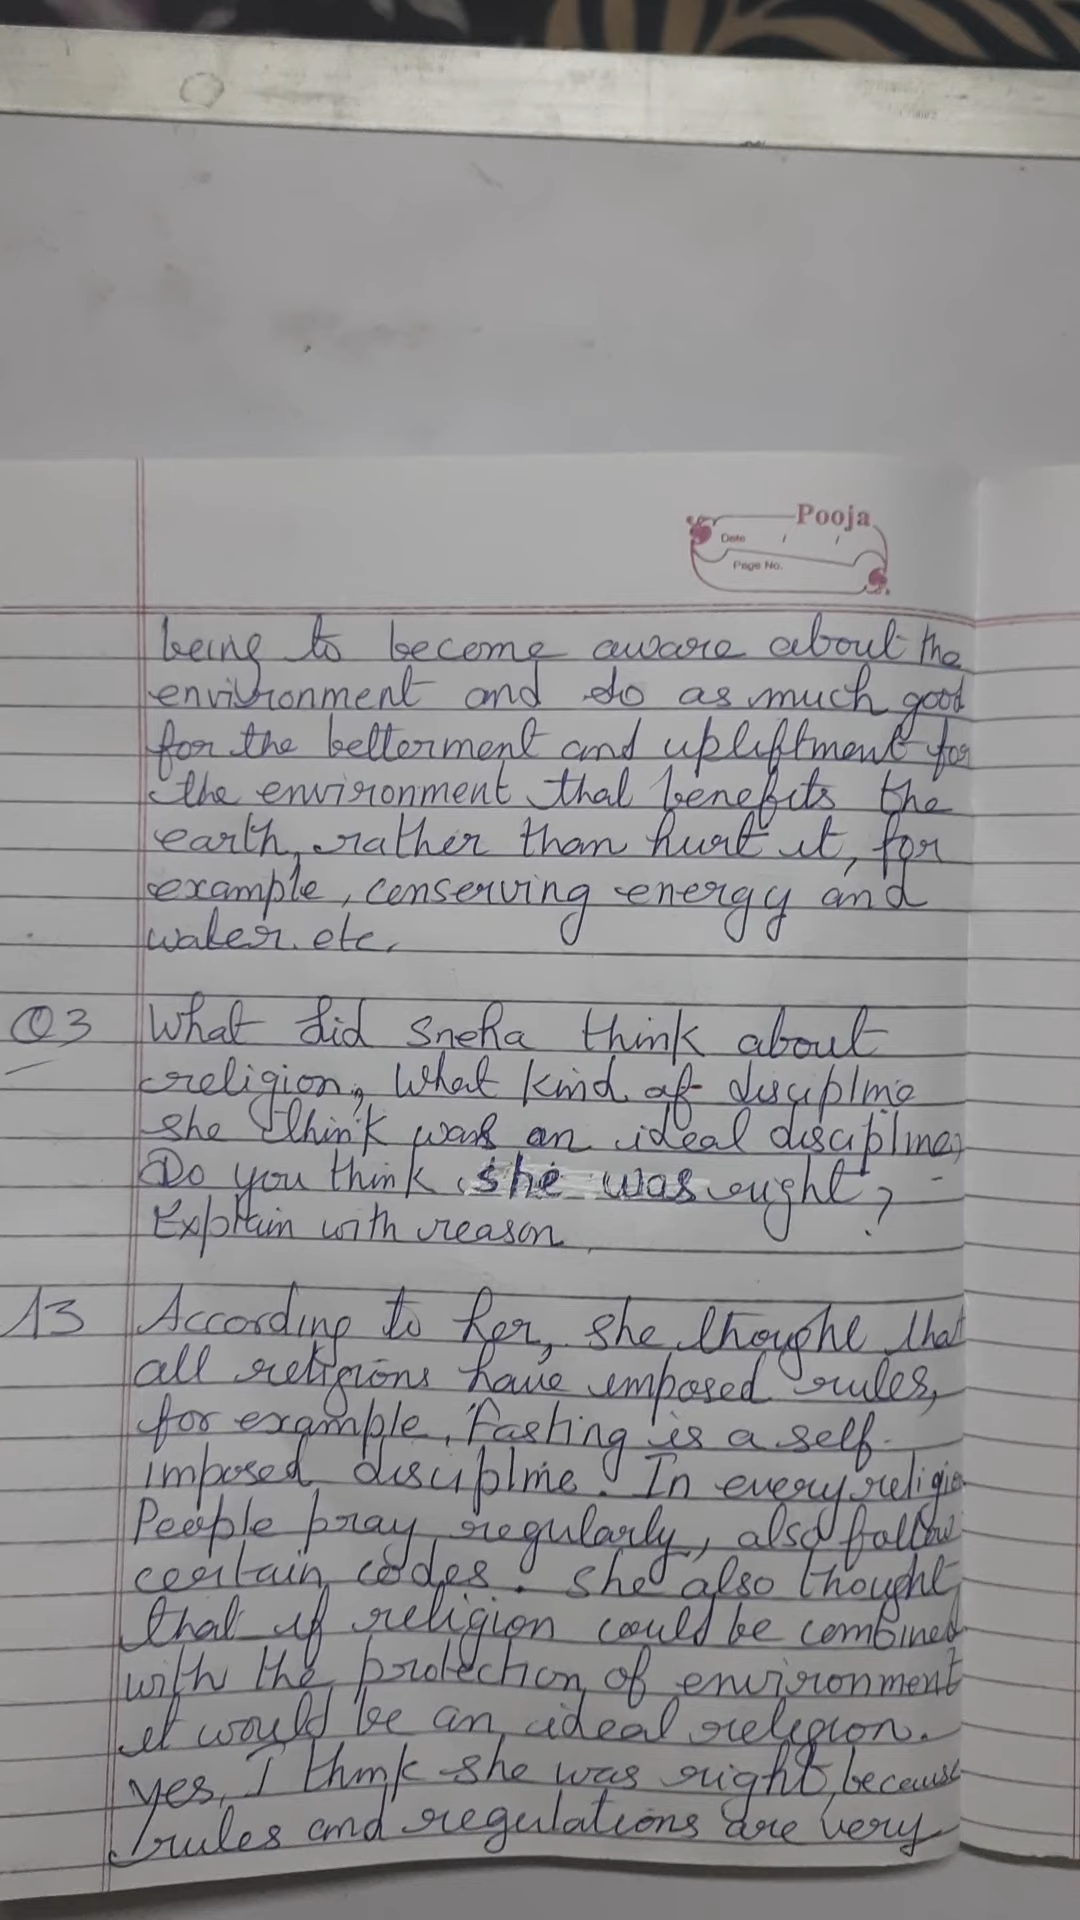 Pooja
Date / /
Page No.
being to become aware about the
environment and do as much good
for the betterment and upliftment for
the environment that benefits the
earth, rather than hurt it, for
example, conserving energy and
water. etc.
Q3 What did Sneha think about
religion, What kind of discipline
she think was an ideal discipline,
Do you think she was right?
Explain with reason
A3 According to her, she thought that
all religions have imposed rules,
for example, Fasting is a self-
imposed discipline. In every religio
People pray regularly, also follow
certain codes. She also thought
that if religion could be combined
with the protection of environment
it would be an ideal religion.
yes, I think she was right, because
rules and regulations are very